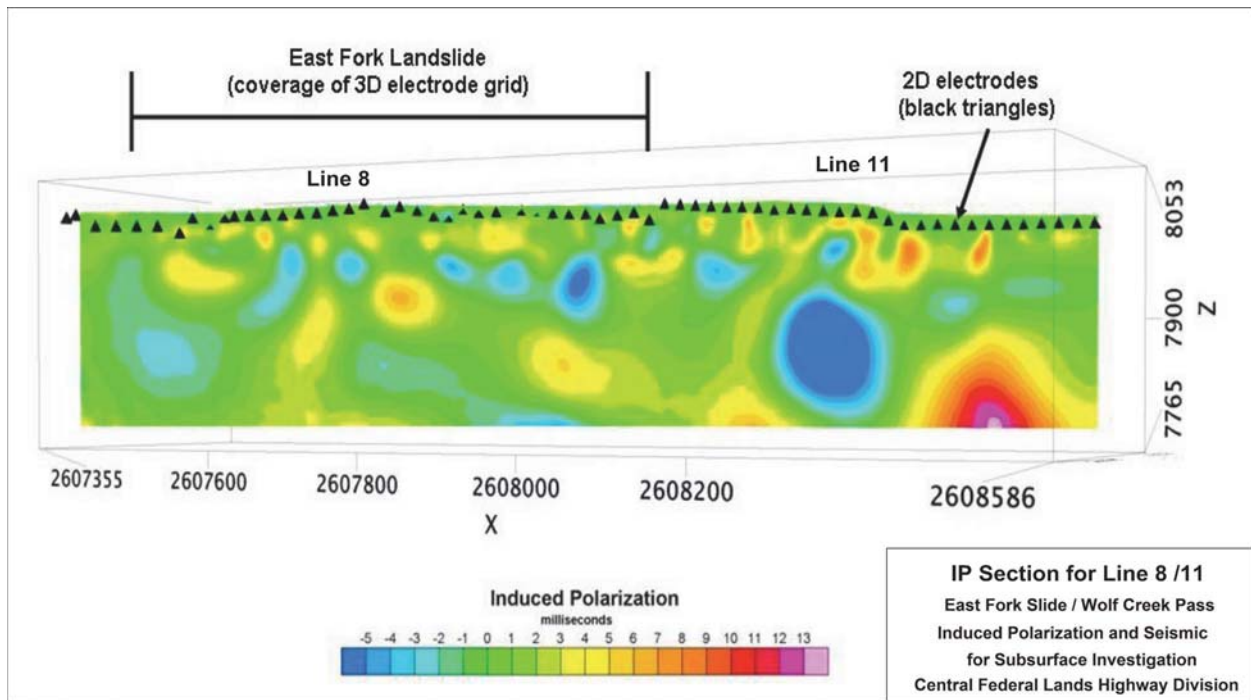 East Fork Landslide
(coverage of 3D electrode grid)
2D electrodes
(black triangles)
Line 8
Line 11
8053
7900
7765
Z
2607355
2607600
2607800
2608000
2608200
2608586
X
Induced Polarization
milliseconds
-5 -4 -3 -2 -1 0 1 2 3 4 5 6 7 8 9 10 11 12 13
IP Section for Line 8 /11
East Fork Slide / Wolf Creek Pass
Induced Polarization and Seismic
for Subsurface Investigation
Central Federal Lands Highway Division